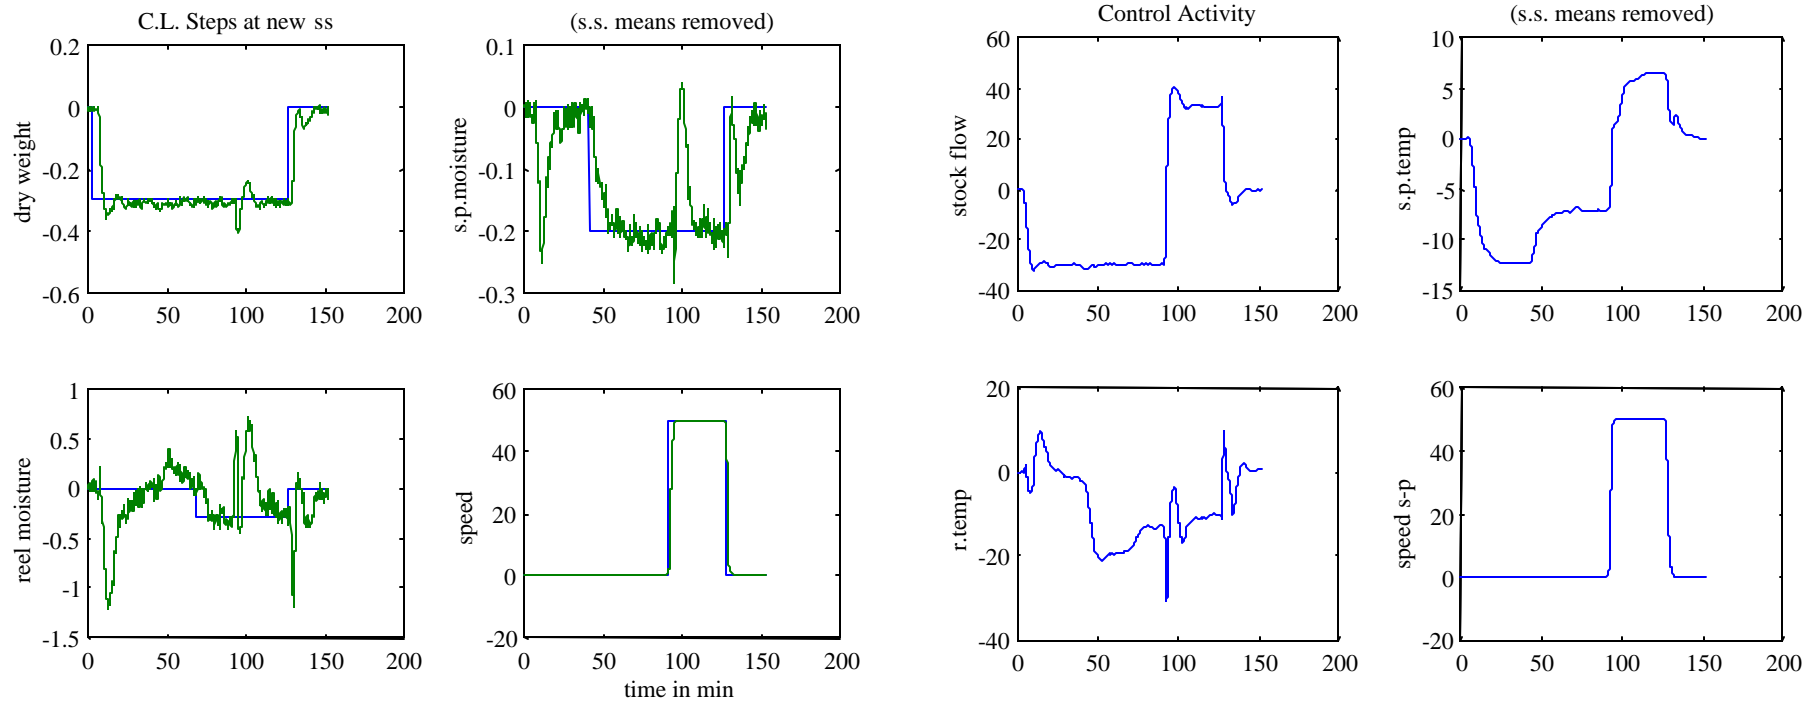 C.L. Steps at new ss
(s.s. means removed)
Control Activity
(s.s. means removed)
0.2
0
-0.2
-0.4
-0.6
dry weight
0 50 100 150 200
0.1
0
-0.1
-0.2
-0.3
s.p.moisture
0 50 100 150 200
60
40
20
0
-20
-40
stock flow
0 50 100 150 200
10
5
0
-5
-10
-15
s.p.temp
0 50 100 150 200
1
0.5
0
-0.5
-1
-1.5
reel moisture
0 50 100 150 200
60
40
20
0
-20
speed
0 50 100 150 200
time in min
20
0
-20
-40
r.temp
0 50 100 150 200
60
40
20
0
-20
speed s-p
0 50 100 150 200